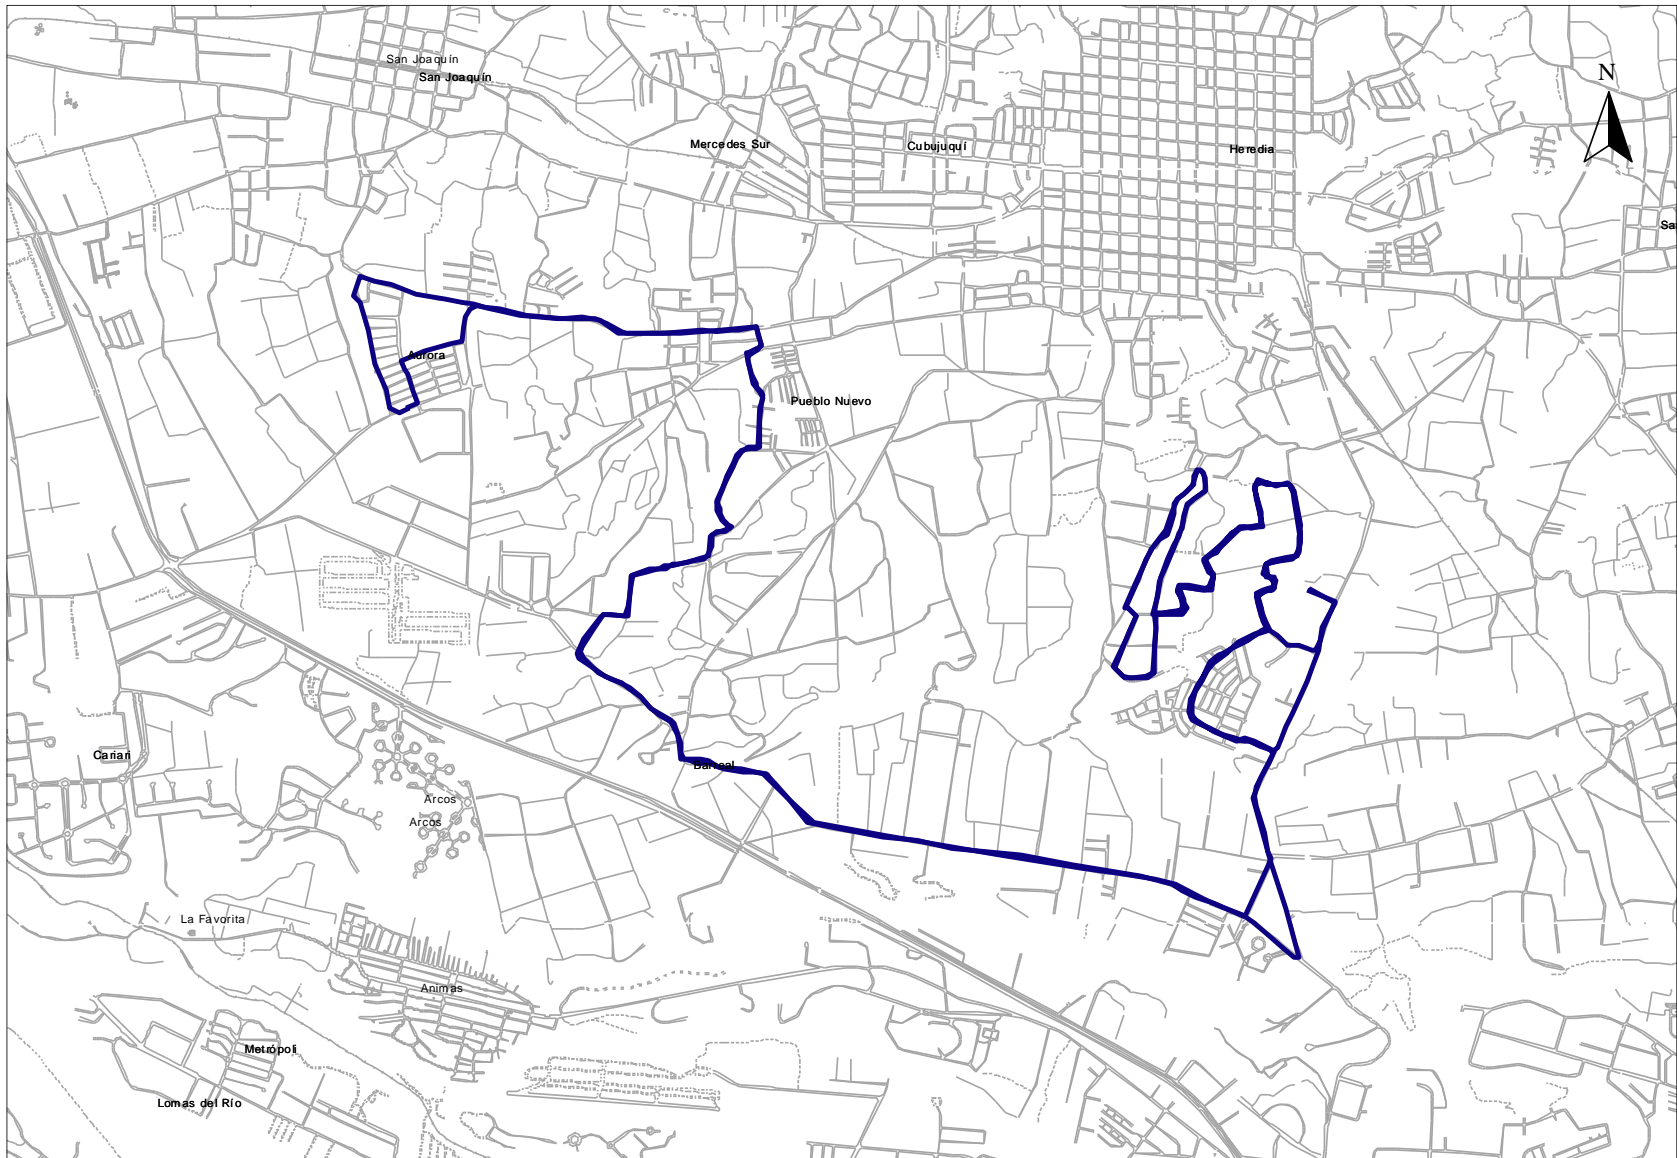 San Joaquín
San Joaquín
N
Mercedes Sur
Cubujuquí
Heredia
Sa
Aurora
Pueblo Nuevo
Cariari
Barreal
Arcos
Arcos
La Favorita
Animas
Metrópoli
Lomas del Río